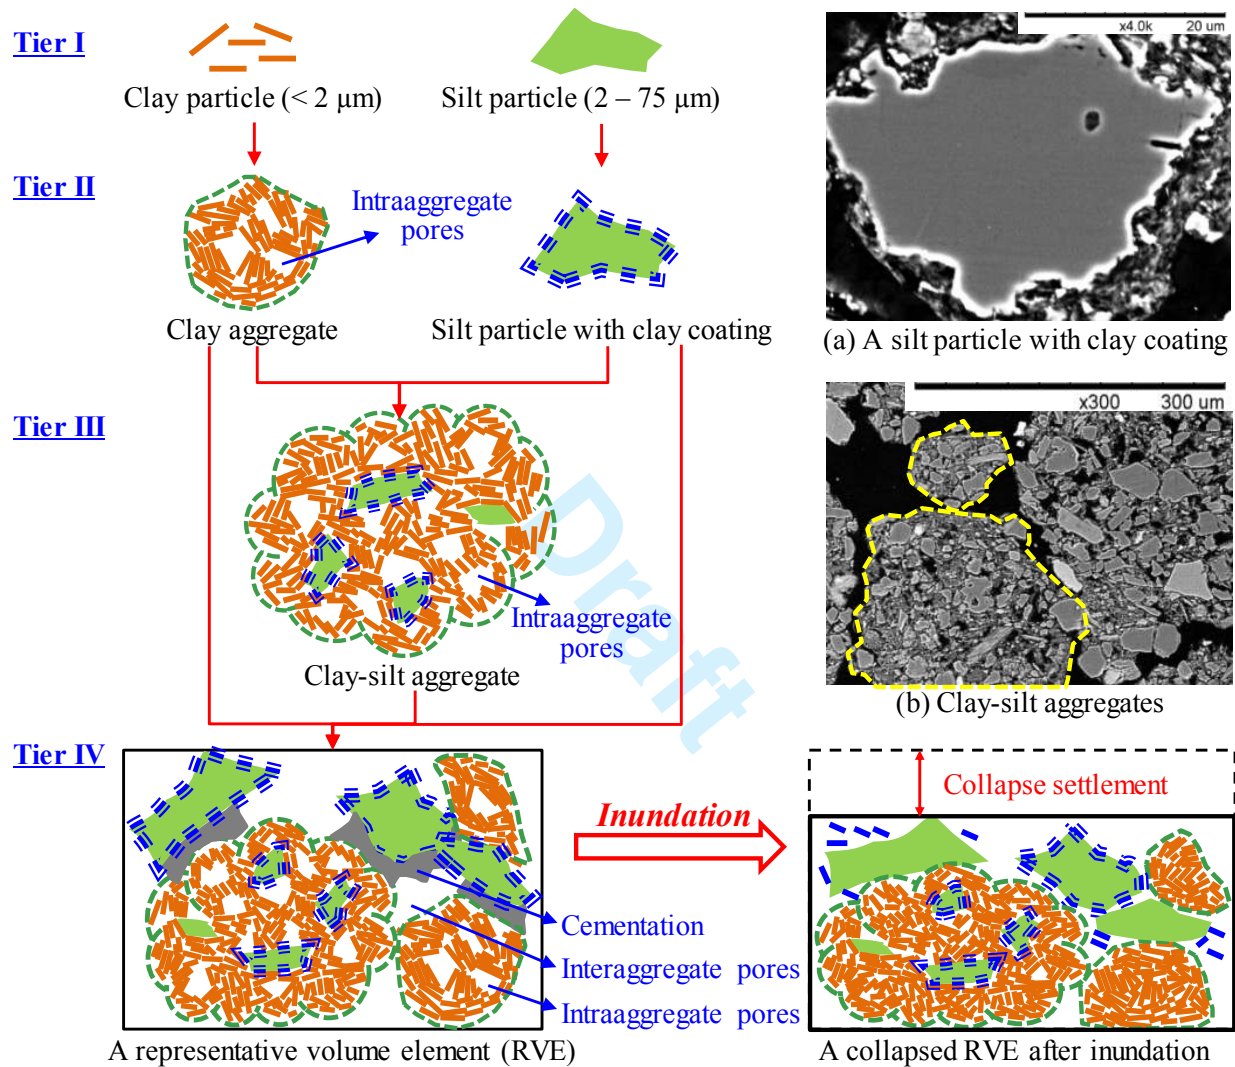 Tier I
Clay particle (< 2 μm)
Silt particle (2 – 75 μm)
x4.0k 20 um
Tier II
Intraaggregate
pores
Clay aggregate
Silt particle with clay coating
(a) A silt particle with clay coating
x300 300 um
Tier III
Intraaggregate
pores
Clay-silt aggregate
(b) Clay-silt aggregates
Draft
Tier IV
Inundation
Collapse settlement
Cementation
Interaggregate pores
Intraaggregate pores
A representative volume element (RVE)
A collapsed RVE after inundation